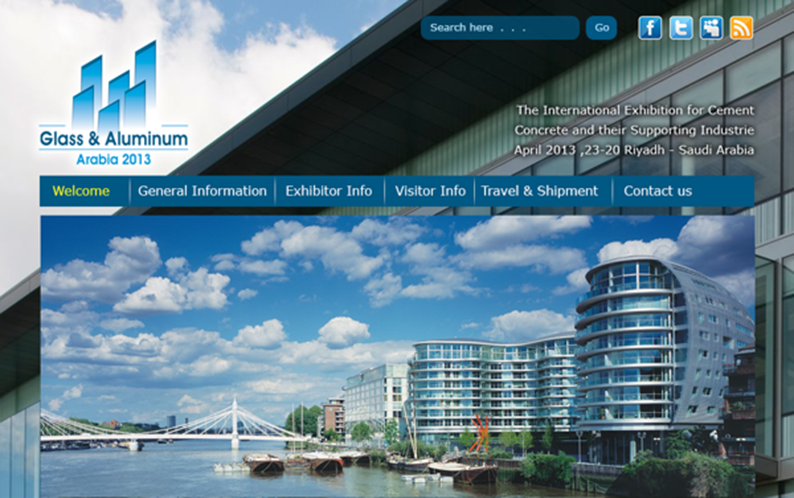 Search here . . .
Go
Glass & Aluminum
Arabia 2013
The International Exhibition for Cement
Concrete and their Supporting Industrie
April 2013 ,23-20 Riyadh - Saudi Arabia
Welcome
General Information
Exhibitor Info
Visitor Info
Travel & Shipment
Contact us